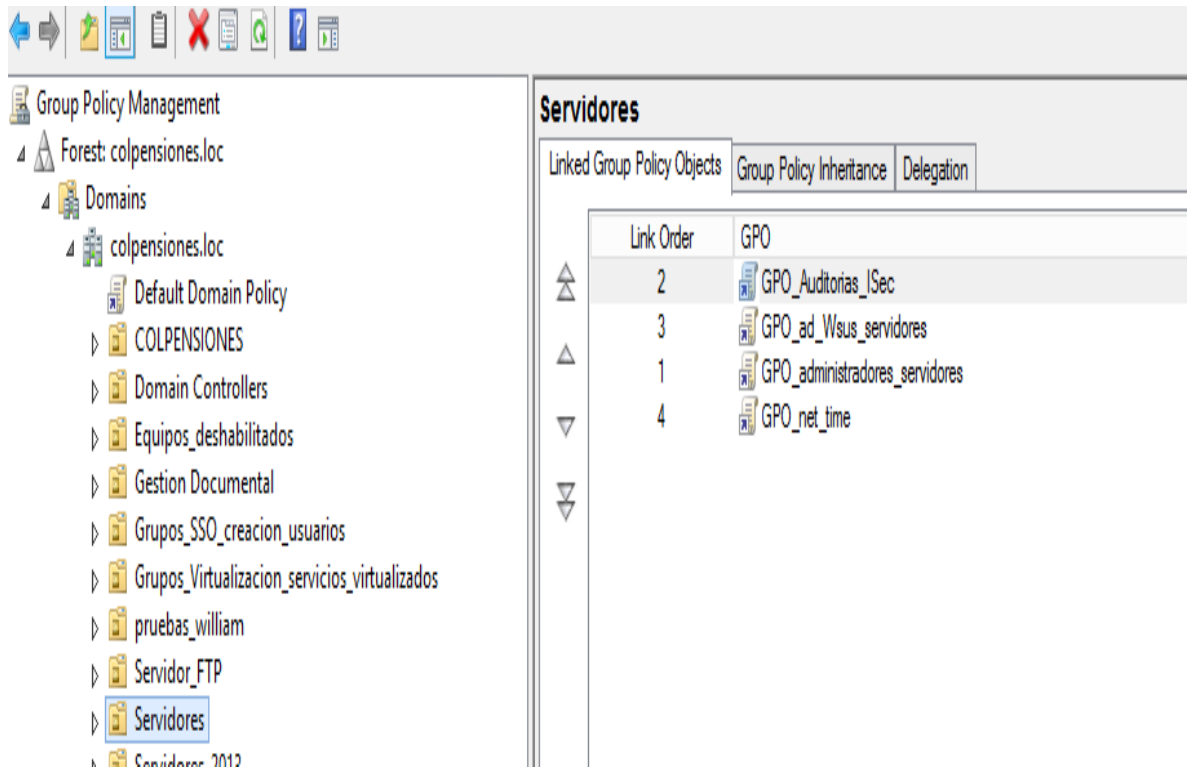 Group Policy Management
Forest: colpensiones.loc
Domains
colpensiones.loc
Default Domain Policy
COLPENSIONES
Domain Controllers
Equipos_deshabilitados
Gestion Documental
Grupos_SSO_creacion_usuarios
Grupos_Virtualizacion_servicios_virtualizados
pruebas_william
Servidor_FTP
Servidores
Servidores_2013
Servidores
Linked Group Policy Objects Group Policy Inheritance Delegation
Link Order GPO
2 GPO_Auditorias_ISec
3 GPO_ad_Wsus_servidores
1 GPO_administradores_servidores
4 GPO_net_time